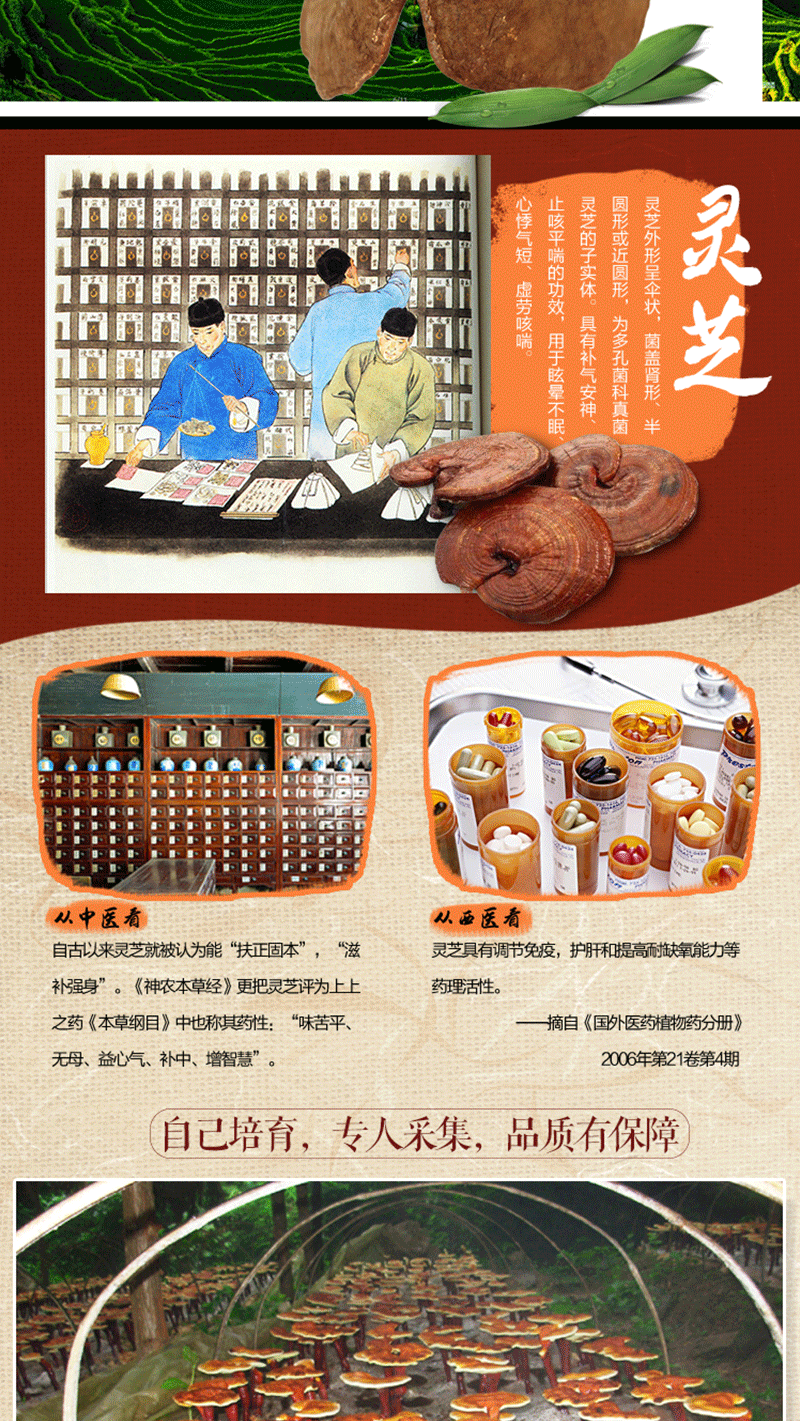 灵芝
灵芝外形呈伞状，菌盖肾形、半
圆形或近圆形，为多孔菌科真菌
灵芝的子实体。具有补气安神、
止咳平喘的功效，用于眩晕不眠、
心悸气短、虚劳咳喘。
从中医看
自古以来灵芝就被认为能“扶正固本”，“滋
补强身”。《神农本草经》更把灵芝评为上上
之药《本草纲目》中也称其药性：“味苦平、
无母、益心气、补中、增智慧”。
从西医看
灵芝具有调节免疫，护肝和提高耐缺氧能力等
药理活性。
——摘自《国外医药植物药分册》
2006年第21卷第4期
自己培育，专人采集，品质有保障